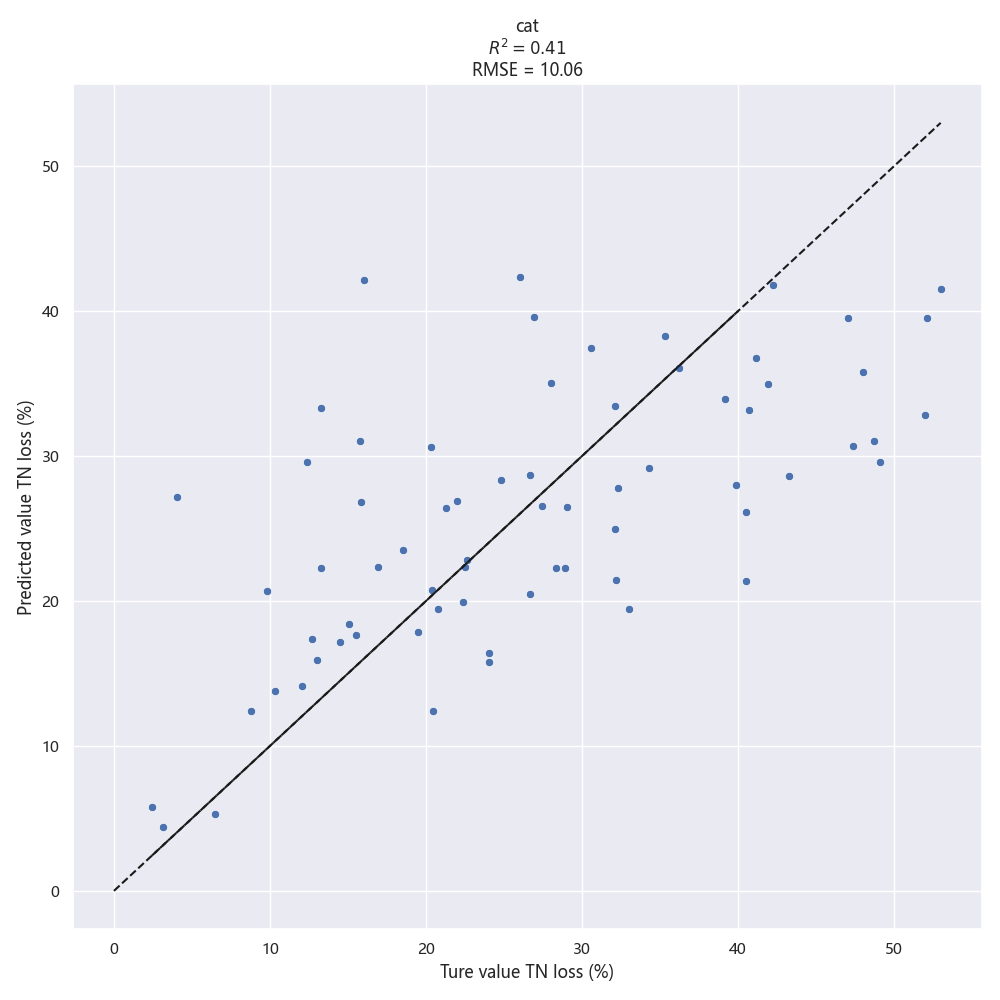 cat
R² = 0.41
RMSE = 10.06
Predicted value TN loss (%)
50
40
30
20
10
0
0 10 20 30 40 50
Ture value TN loss (%)